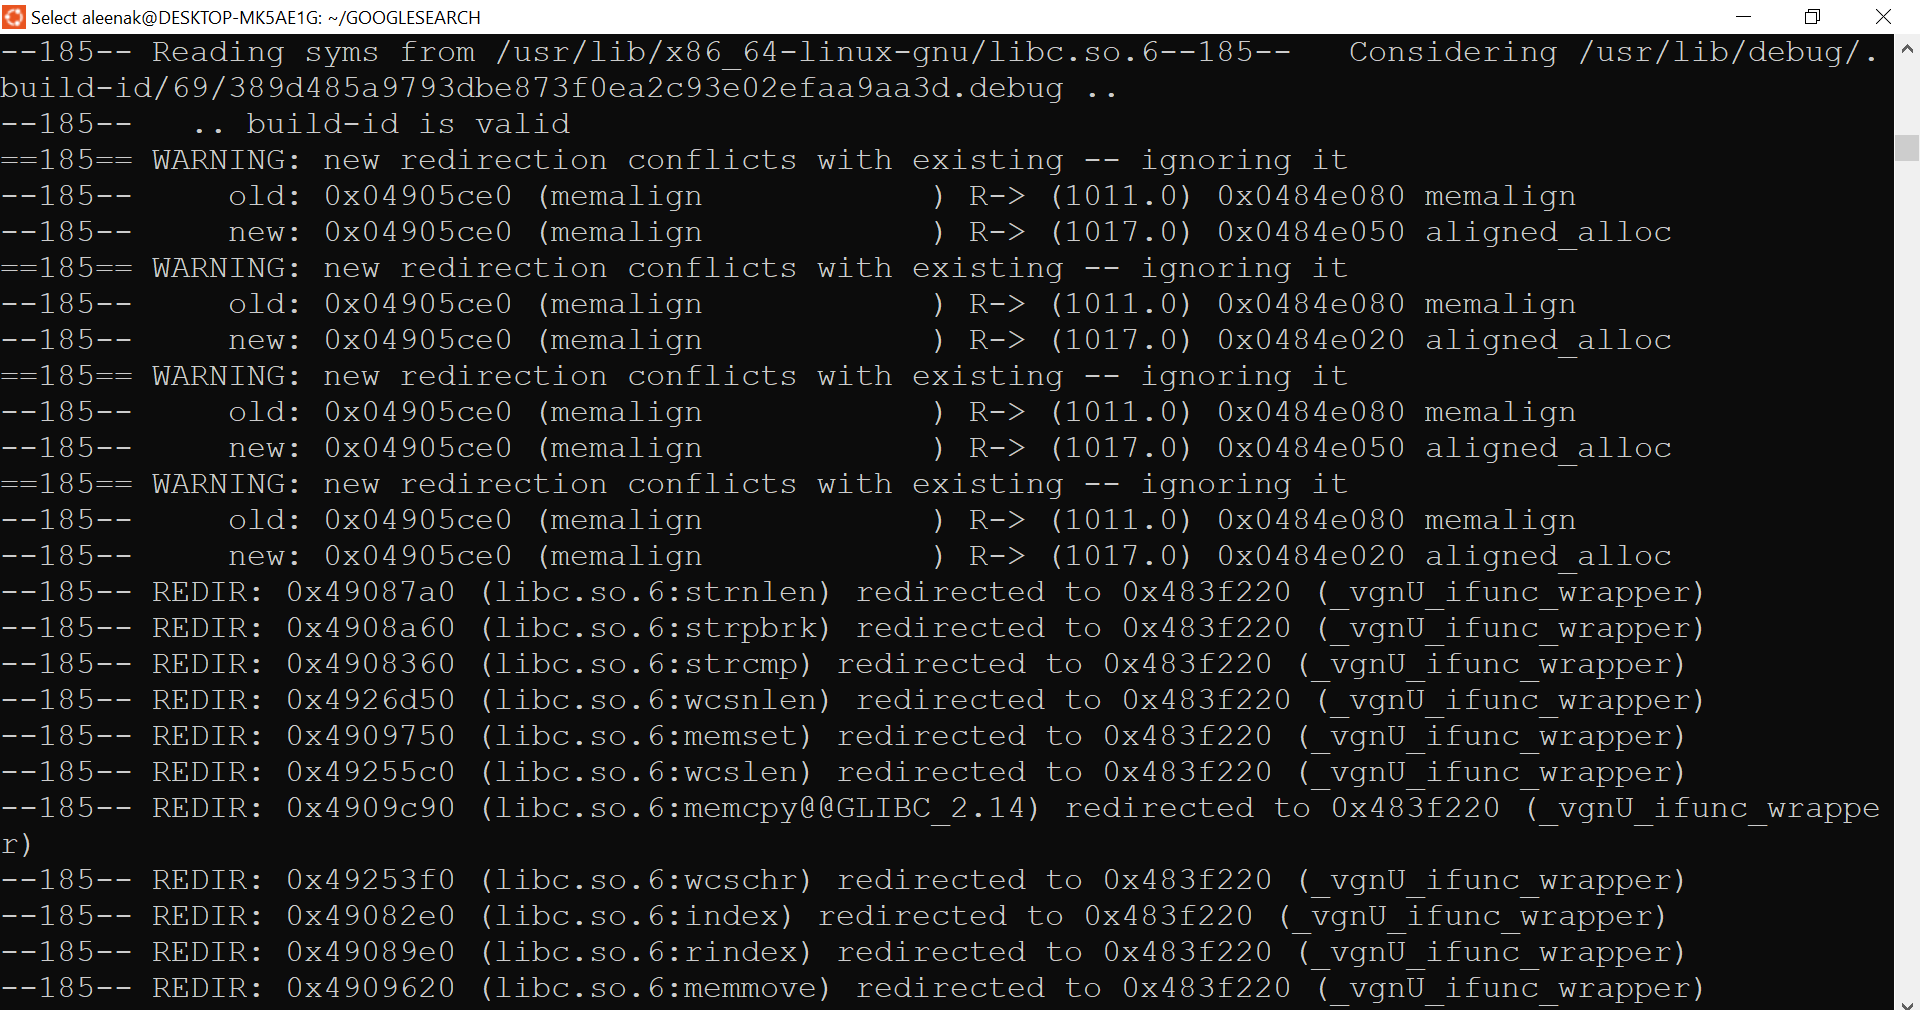 Select aleenak@DESKTOP-MK5AE1G: ~/GOOGLESEARCH
--185-- Reading syms from /usr/lib/x86_64-linux-gnu/libc.so.6--185--   Considering /usr/lib/debug/.
build-id/69/389d485a9793dbe873f0ea2c93e02efaa9aa3d.debug ..
--185--   .. build-id is valid
==185== WARNING: new redirection conflicts with existing -- ignoring it
--185--     old: 0x04905ce0 (memalign            ) R-> (1011.0) 0x0484e080 memalign
--185--     new: 0x04905ce0 (memalign            ) R-> (1017.0) 0x0484e050 aligned_alloc
==185== WARNING: new redirection conflicts with existing -- ignoring it
--185--     old: 0x04905ce0 (memalign            ) R-> (1011.0) 0x0484e080 memalign
--185--     new: 0x04905ce0 (memalign            ) R-> (1017.0) 0x0484e020 aligned_alloc
==185== WARNING: new redirection conflicts with existing -- ignoring it
--185--     old: 0x04905ce0 (memalign            ) R-> (1011.0) 0x0484e080 memalign
--185--     new: 0x04905ce0 (memalign            ) R-> (1017.0) 0x0484e050 aligned_alloc
==185== WARNING: new redirection conflicts with existing -- ignoring it
--185--     old: 0x04905ce0 (memalign            ) R-> (1011.0) 0x0484e080 memalign
--185--     new: 0x04905ce0 (memalign            ) R-> (1017.0) 0x0484e020 aligned_alloc
--185-- REDIR: 0x49087a0 (libc.so.6:strnlen) redirected to 0x483f220 (_vgnU_ifunc_wrapper)
--185-- REDIR: 0x4908a60 (libc.so.6:strpbrk) redirected to 0x483f220 (_vgnU_ifunc_wrapper)
--185-- REDIR: 0x4908360 (libc.so.6:strcmp) redirected to 0x483f220 (_vgnU_ifunc_wrapper)
--185-- REDIR: 0x4926d50 (libc.so.6:wcsnlen) redirected to 0x483f220 (_vgnU_ifunc_wrapper)
--185-- REDIR: 0x4909750 (libc.so.6:memset) redirected to 0x483f220 (_vgnU_ifunc_wrapper)
--185-- REDIR: 0x49255c0 (libc.so.6:wcslen) redirected to 0x483f220 (_vgnU_ifunc_wrapper)
--185-- REDIR: 0x4909c90 (libc.so.6:memcpy@@GLIBC_2.14) redirected to 0x483f220 (_vgnU_ifunc_wrappe
r)
--185-- REDIR: 0x49253f0 (libc.so.6:wcschr) redirected to 0x483f220 (_vgnU_ifunc_wrapper)
--185-- REDIR: 0x49082e0 (libc.so.6:index) redirected to 0x483f220 (_vgnU_ifunc_wrapper)
--185-- REDIR: 0x49089e0 (libc.so.6:rindex) redirected to 0x483f220 (_vgnU_ifunc_wrapper)
--185-- REDIR: 0x4909620 (libc.so.6:memmove) redirected to 0x483f220 (_vgnU_ifunc_wrapper)